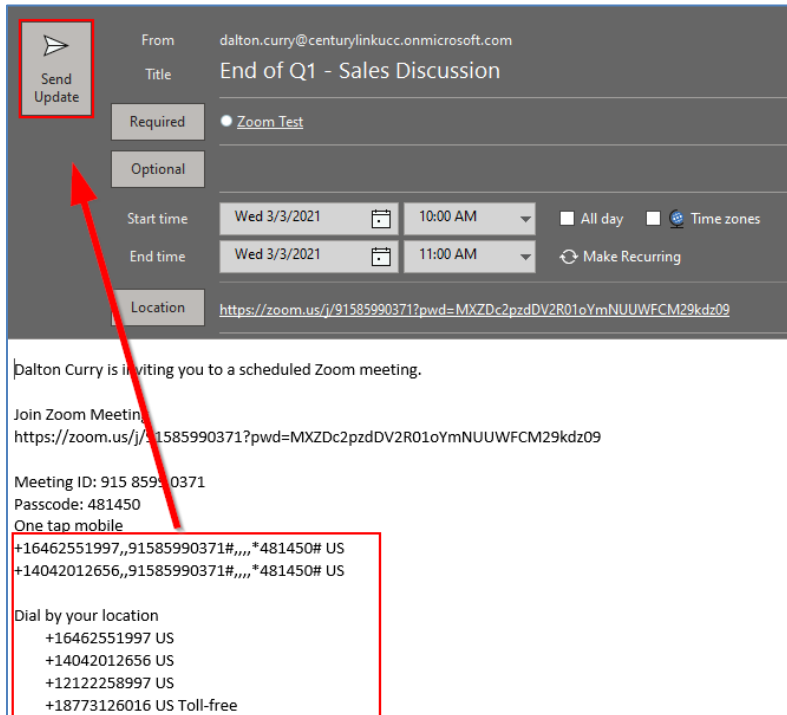 From dalton.curry@centurylinkucc.onmicrosoft.com
Send Update
Title End of Q1 - Sales Discussion
Required Zoom Test
Optional
Start time Wed 3/3/2021 10:00 AM All day Time zones
End time Wed 3/3/2021 11:00 AM Make Recurring
Location https://zoom.us/j/91585990371?pwd=MXZDc2pzdDV2R01oYmNUUWFCM29kdz09
Dalton Curry is inviting you to a scheduled Zoom meeting.
Join Zoom Meeting
https://zoom.us/j/91585990371?pwd=MXZDc2pzdDV2R01oYmNUUWFCM29kdz09
Meeting ID: 915 8599 0371
Passcode: 481450
One tap mobile
+16462551997,,91585990371#,,,,*481450# US
+14042012656,,91585990371#,,,,*481450# US
Dial by your location
+16462551997 US
+14042012656 US
+12122258997 US
+18773126016 US Toll-free